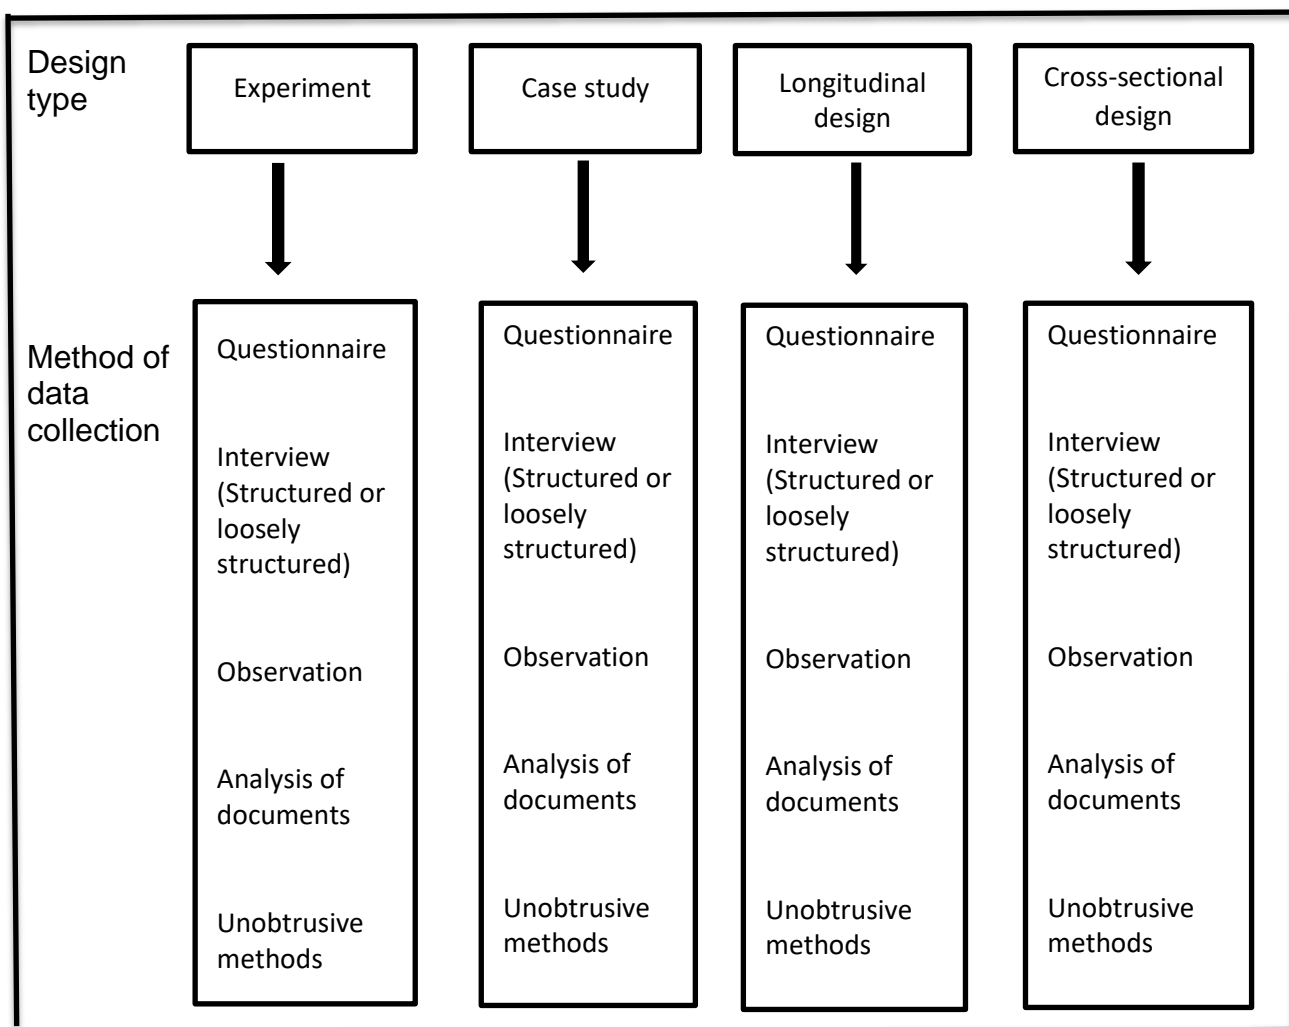 Design
type
Experiment
Case study
Longitudinal
design
Cross-sectional
design
Method of
data
collection
Questionnaire
Interview
(Structured or
loosely
structured)
Observation
Analysis of
documents
Unobtrusive
methods
Questionnaire
Interview
(Structured or
loosely
structured)
Observation
Analysis of
documents
Unobtrusive
methods
Questionnaire
Interview
(Structured or
loosely
structured)
Observation
Analysis of
documents
Unobtrusive
methods
Questionnaire
Interview
(Structured or
loosely
structured)
Observation
Analysis of
documents
Unobtrusive
methods